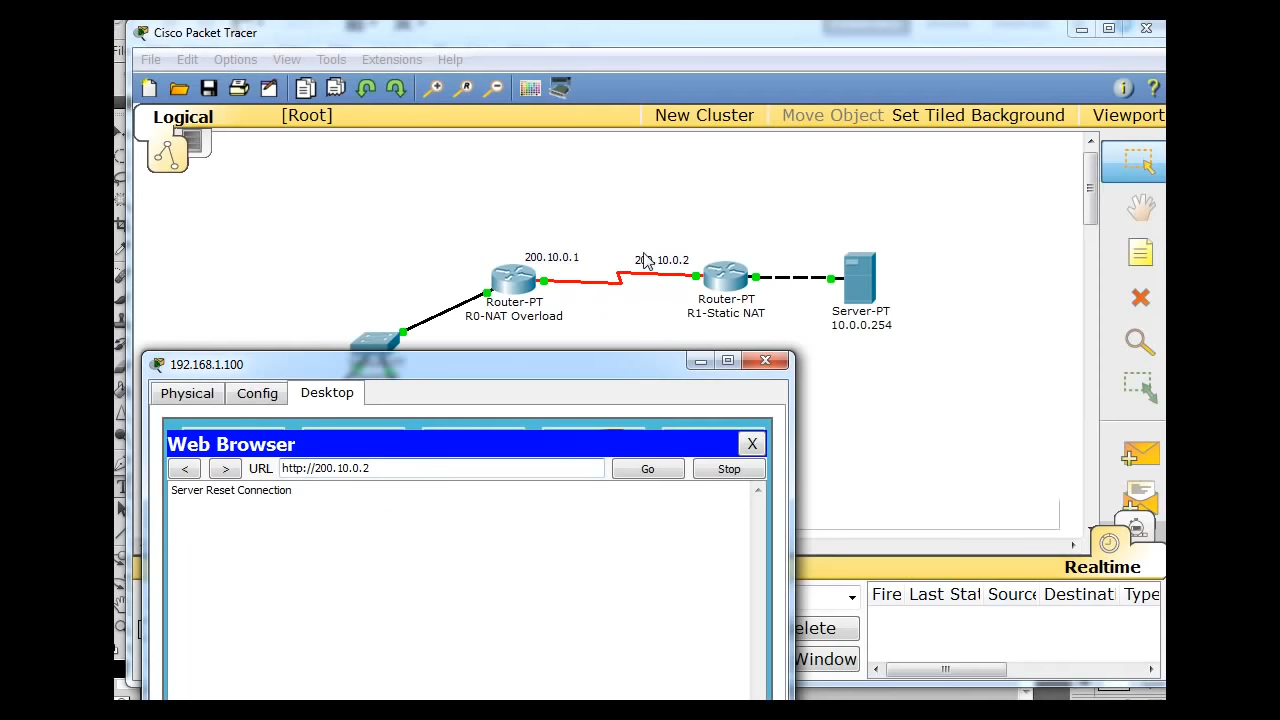 Cisco Packet Tracer
File Edit Options View Tools Extensions Help
Logical [Root] New Cluster Move Object Set Tiled Background Viewport
200.10.0.1
10.0.2
Router-PT
R0-NAT Overload
Router-PT
R1-Static NAT
Server-PT
10.0.0.254
192.168.1.100
Physical Config Desktop
Web Browser X
< > URL http://200.10.0.2 Go Stop
Server Reset Connection
Realtime
Fire Last Stat Source Destinati Type
elete
Window